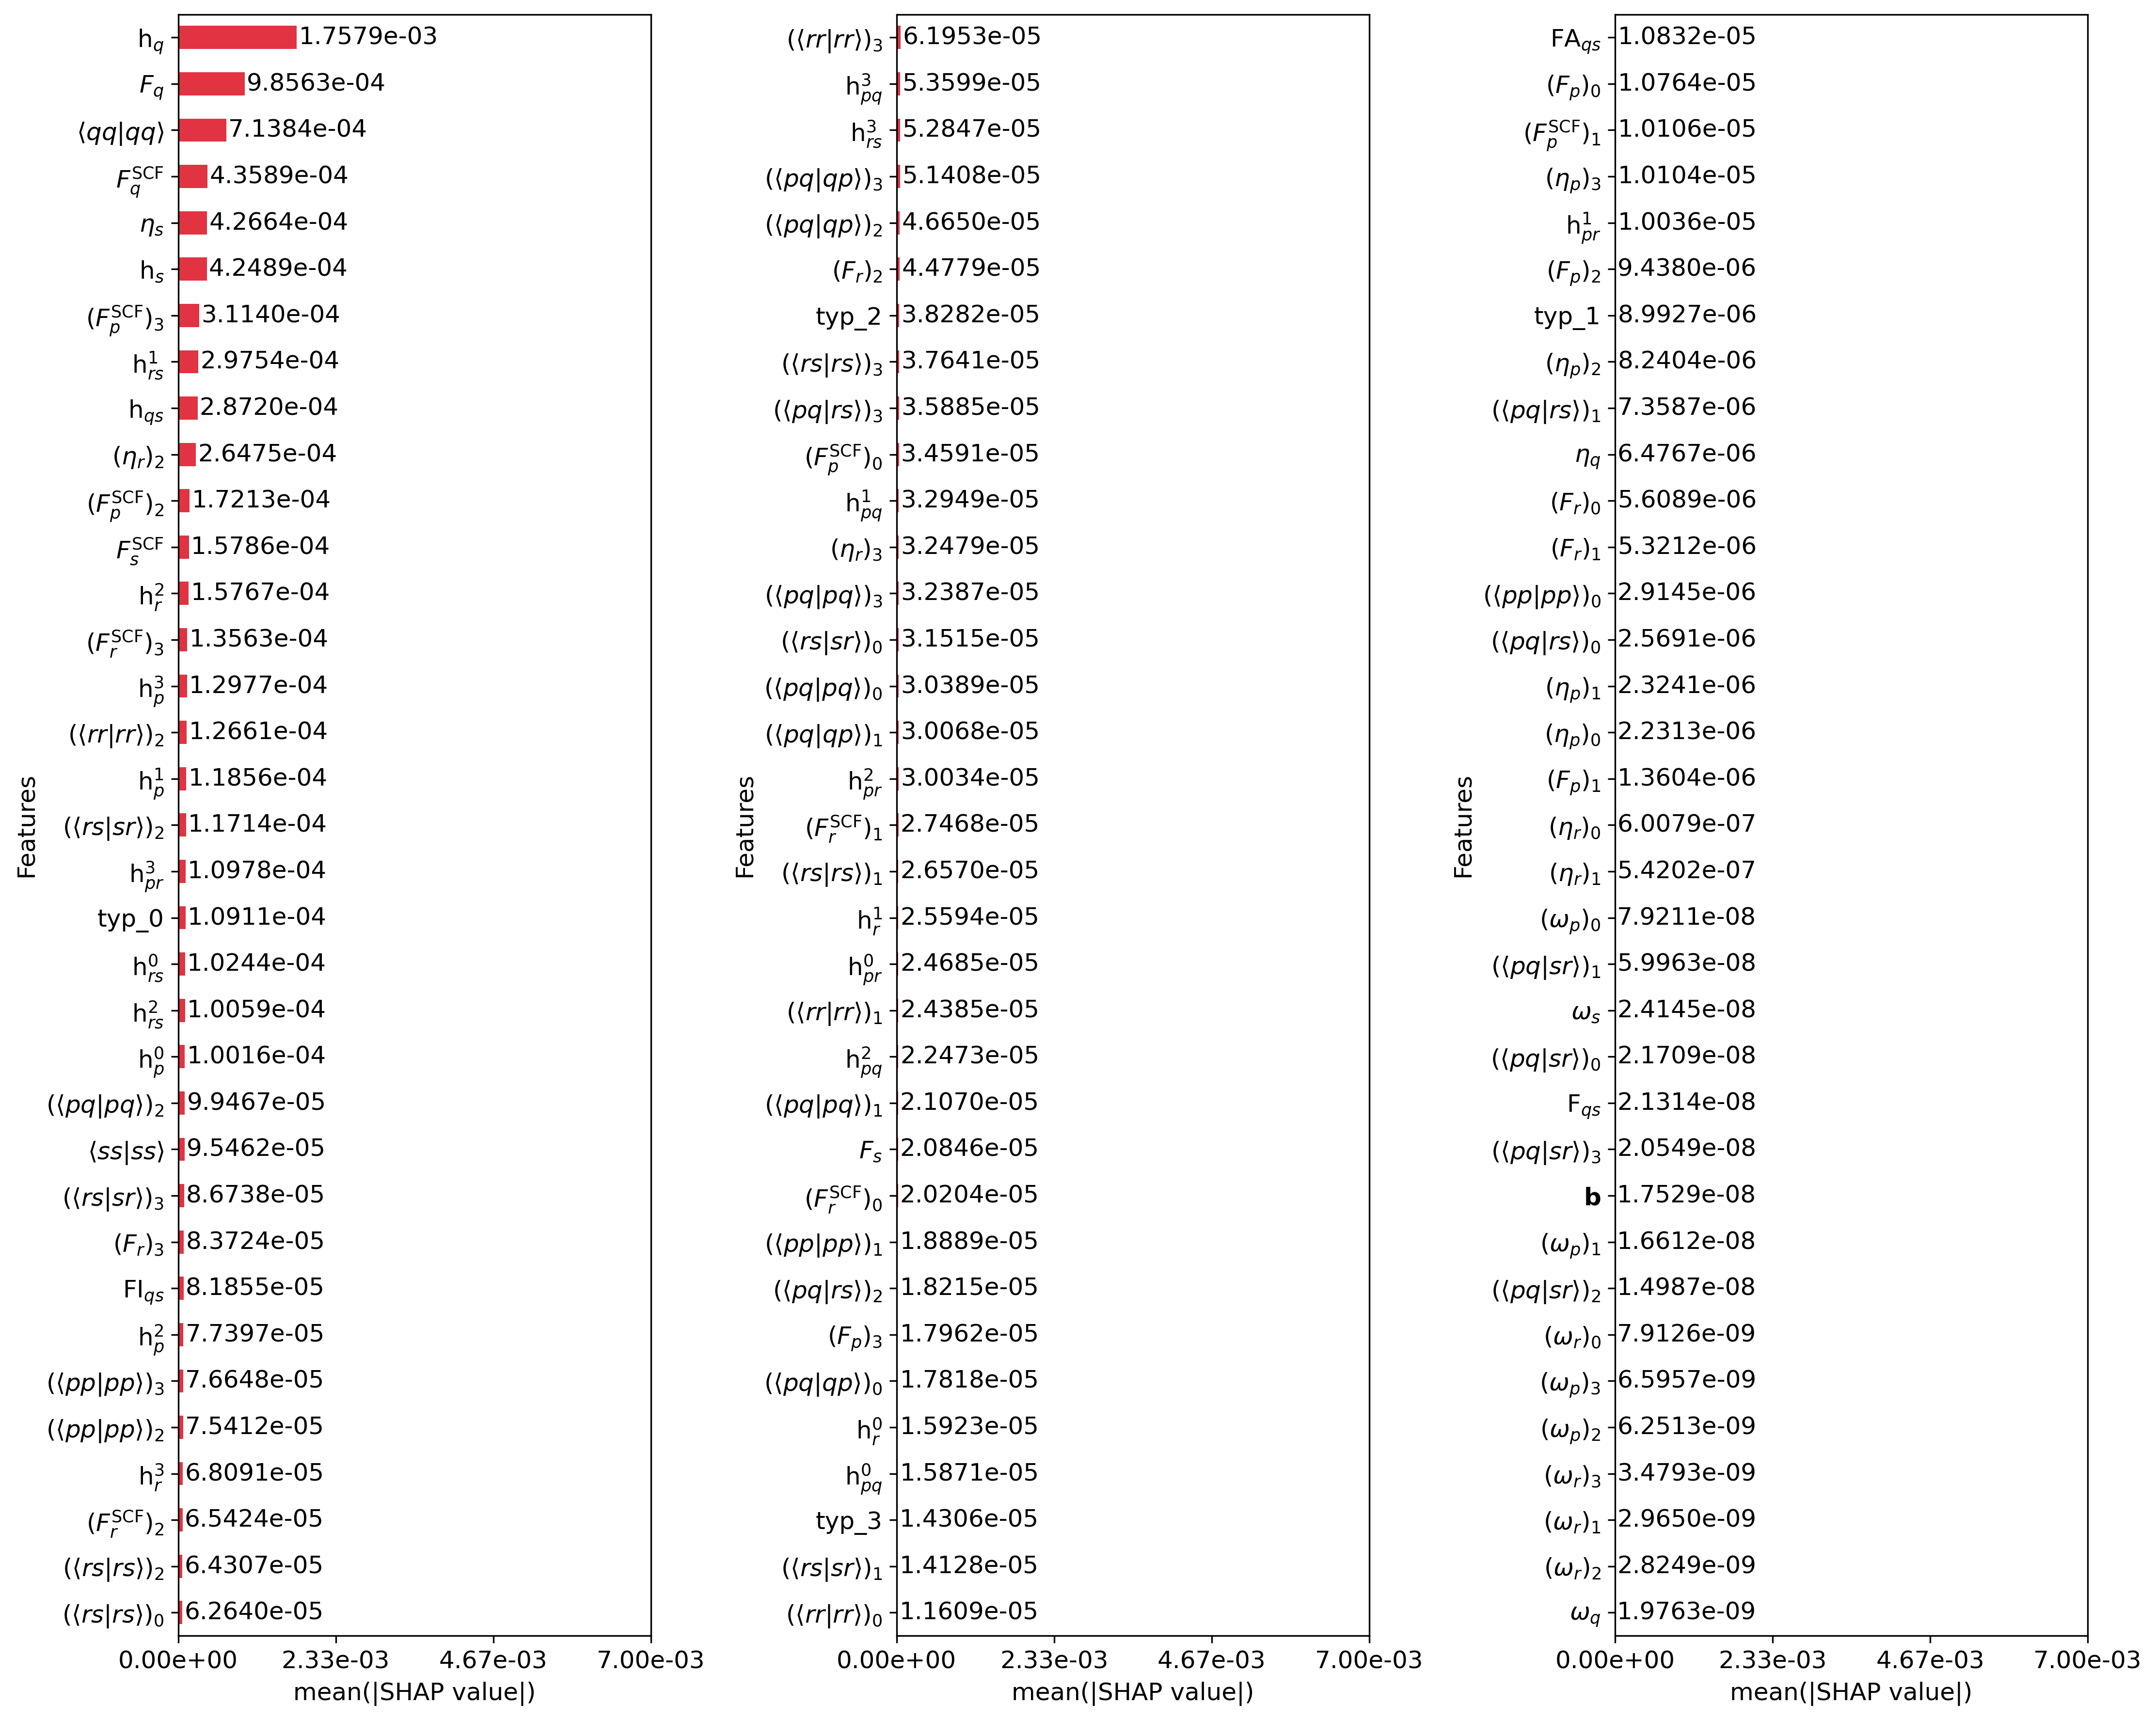 h_q 1.7579e-03
F_q 9.8563e-04
⟨qq|qq⟩ 7.1384e-04
F_q^SCF 4.3589e-04
η_s 4.2664e-04
h_s 4.2489e-04
(F_p^SCF)_3 3.1140e-04
h_rs^1 2.9754e-04
h_qs 2.8720e-04
(η_r)_2 2.6475e-04
(F_p^SCF)_2 1.7213e-04
F_s^SCF 1.5786e-04
h_r^2 1.5767e-04
(F_r^SCF)_3 1.3563e-04
h_p^3 1.2977e-04
(⟨rr|rr⟩)_2 1.2661e-04
h_p^1 1.1856e-04
(⟨rs|sr⟩)_2 1.1714e-04
h_pr^3 1.0978e-04
typ_0 1.0911e-04
h_rs^0 1.0244e-04
h_rs^2 1.0059e-04
h_p^0 1.0016e-04
(⟨pq|pq⟩)_2 9.9467e-05
⟨ss|ss⟩ 9.5462e-05
(⟨rs|sr⟩)_3 8.6738e-05
(F_r)_3 8.3724e-05
FI_qs 8.1855e-05
h_p^2 7.7397e-05
(⟨pp|pp⟩)_3 7.6648e-05
(⟨pp|pp⟩)_2 7.5412e-05
h_r^3 6.8091e-05
(F_r^SCF)_2 6.5424e-05
(⟨rs|rs⟩)_2 6.4307e-05
(⟨rs|rs⟩)_0 6.2640e-05
Features
0.00e+00 2.33e-03 4.67e-03 7.00e-03
mean(|SHAP value|)
(⟨rr|rr⟩)_3 6.1953e-05
h_pq^3 5.3599e-05
h_rs^3 5.2847e-05
(⟨pq|qp⟩)_3 5.1408e-05
(⟨pq|qp⟩)_2 4.6650e-05
(F_r)_2 4.4779e-05
typ_2 3.8282e-05
(⟨rs|rs⟩)_3 3.7641e-05
(⟨pq|rs⟩)_3 3.5885e-05
(F_p^SCF)_0 3.4591e-05
h_pq^1 3.2949e-05
(η_r)_3 3.2479e-05
(⟨pq|pq⟩)_3 3.2387e-05
(⟨rs|sr⟩)_0 3.1515e-05
(⟨pq|pq⟩)_0 3.0389e-05
(⟨pq|qp⟩)_1 3.0068e-05
h_pr^2 3.0034e-05
(F_r^SCF)_1 2.7468e-05
(⟨rs|rs⟩)_1 2.6570e-05
h_r^1 2.5594e-05
h_pr^0 2.4685e-05
(⟨rr|rr⟩)_1 2.4385e-05
h_pq^2 2.2473e-05
(⟨pq|pq⟩)_1 2.1070e-05
F_s 2.0846e-05
(F_r^SCF)_0 2.0204e-05
(⟨pp|pp⟩)_1 1.8889e-05
(⟨pq|rs⟩)_2 1.8215e-05
(F_p)_3 1.7962e-05
(⟨pq|qp⟩)_0 1.7818e-05
h_r^0 1.5923e-05
h_pq^0 1.5871e-05
typ_3 1.4306e-05
(⟨rs|sr⟩)_1 1.4128e-05
(⟨rr|rr⟩)_0 1.1609e-05
Features
0.00e+00 2.33e-03 4.67e-03 7.00e-03
mean(|SHAP value|)
FA_qs 1.0832e-05
(F_p)_0 1.0764e-05
(F_p^SCF)_1 1.0106e-05
(η_p)_3 1.0104e-05
h_pr^1 1.0036e-05
(F_p)_2 9.4380e-06
typ_1 8.9927e-06
(η_p)_2 8.2404e-06
(⟨pq|rs⟩)_1 7.3587e-06
η_q 6.4767e-06
(F_r)_0 5.6089e-06
(F_r)_1 5.3212e-06
(⟨pp|pp⟩)_0 2.9145e-06
(⟨pq|rs⟩)_0 2.5691e-06
(η_p)_1 2.3241e-06
(η_p)_0 2.2313e-06
(F_p)_1 1.3604e-06
(η_r)_0 6.0079e-07
(η_r)_1 5.4202e-07
(ω_p)_0 7.9211e-08
(⟨pq|sr⟩)_1 5.9963e-08
ω_s 2.4145e-08
(⟨pq|sr⟩)_0 2.1709e-08
F_qs 2.1314e-08
(⟨pq|sr⟩)_3 2.0549e-08
b 1.7529e-08
(ω_p)_1 1.6612e-08
(⟨pq|sr⟩)_2 1.4987e-08
(ω_r)_0 7.9126e-09
(ω_p)_3 6.5957e-09
(ω_p)_2 6.2513e-09
(ω_r)_3 3.4793e-09
(ω_r)_1 2.9650e-09
(ω_r)_2 2.8249e-09
ω_q 1.9763e-09
Features
0.00e+00 2.33e-03 4.67e-03 7.00e-03
mean(|SHAP value|)